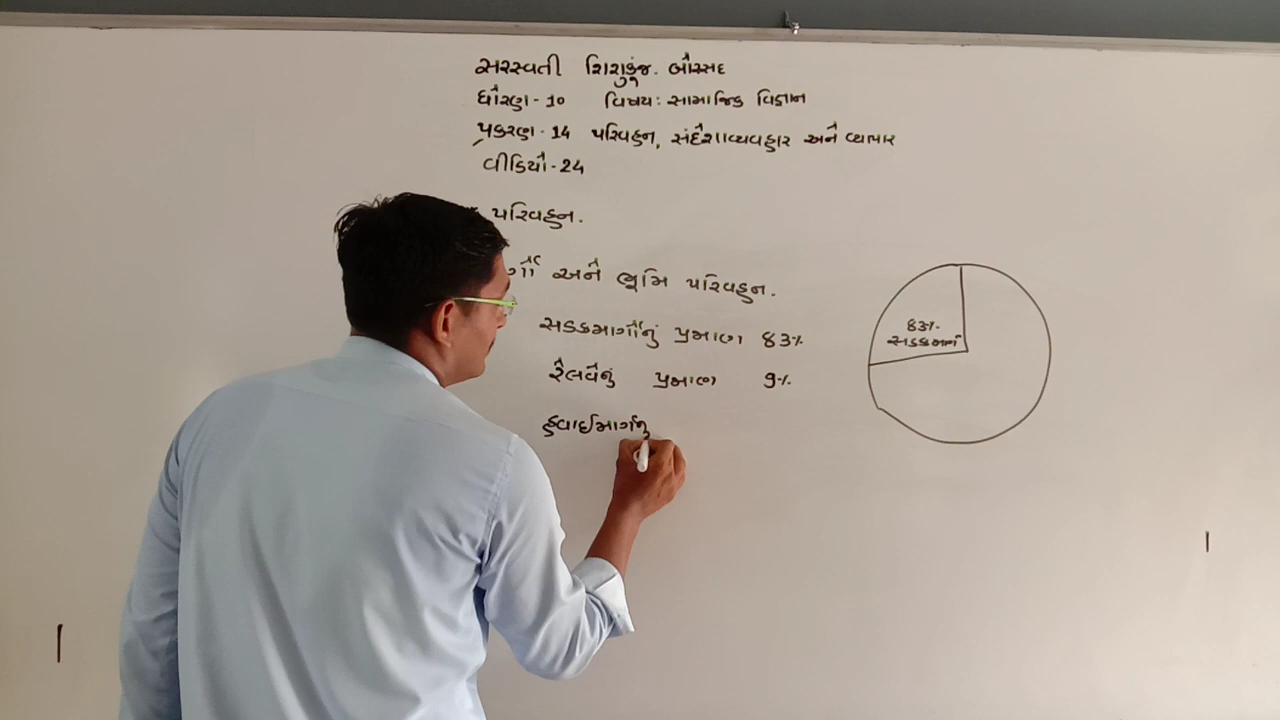 સરસ્વતી શિશુકુંજ. બોરસદ
ધોરણ - 10 વિષય: સામાજિક વિજ્ઞાન
પ્રકરણ - 14 પરિવહન, સંદેશાવ્યવહાર અને વ્યાપાર
વીડિયો - 24
પરિવહન.
અને ભૂમિ પરિવહન.
સડકમાર્ગોનું પ્રમાણ 83%
રેલવેનું પ્રમાણ 9%
હવાઈમાર્ગનું
83%
સડકમાર્ગ